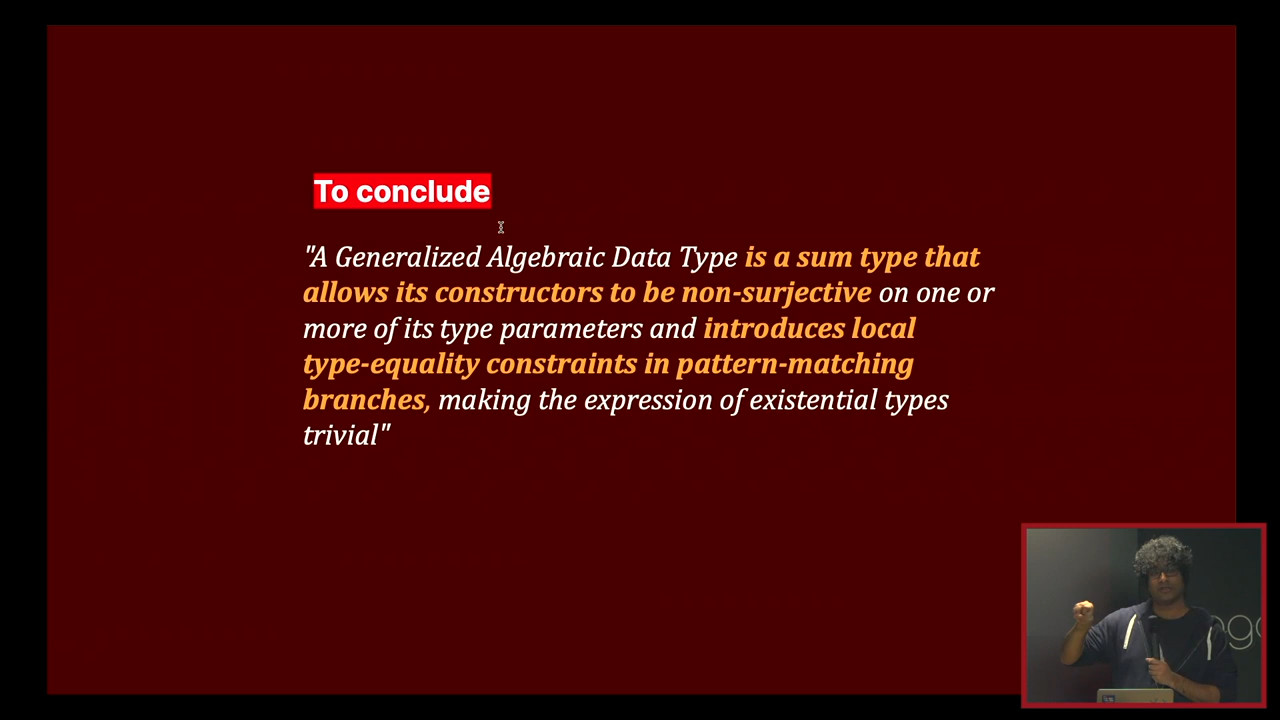 To conclude
"A Generalized Algebraic Data Type is a sum type that
allows its constructors to be non-surjective on one or
more of its type parameters and introduces local
type-equality constraints in pattern-matching
branches, making the expression of existential types
trivial"